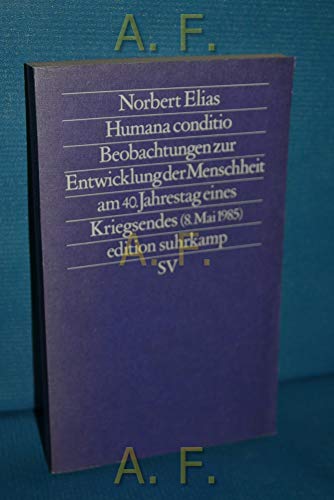 A. F.
Norbert Elias
Humana conditio
Beobachtungen zur
Entwicklung der Menschheit
am 40. Jahrestag eines
Kriegsendes (8. Mai 1985)
edition suhrkamp
A. F.
SV
A. F.